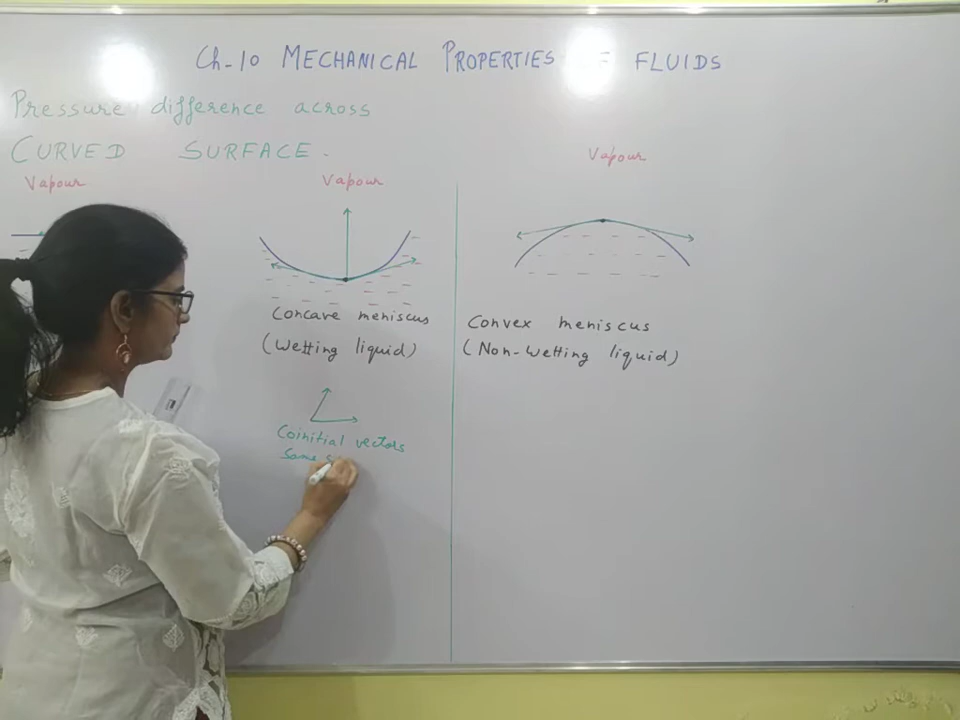 Ch-10 MECHANICAL PROPERTIES F FLUIDS
Pressure difference across
CURVED SURFACE.
Vapour
Vapour
Concave meniscus
(Wetting liquid)
Coinitial vectors
Same s
Vapour
Convex meniscus
(Non-Wetting liquid)